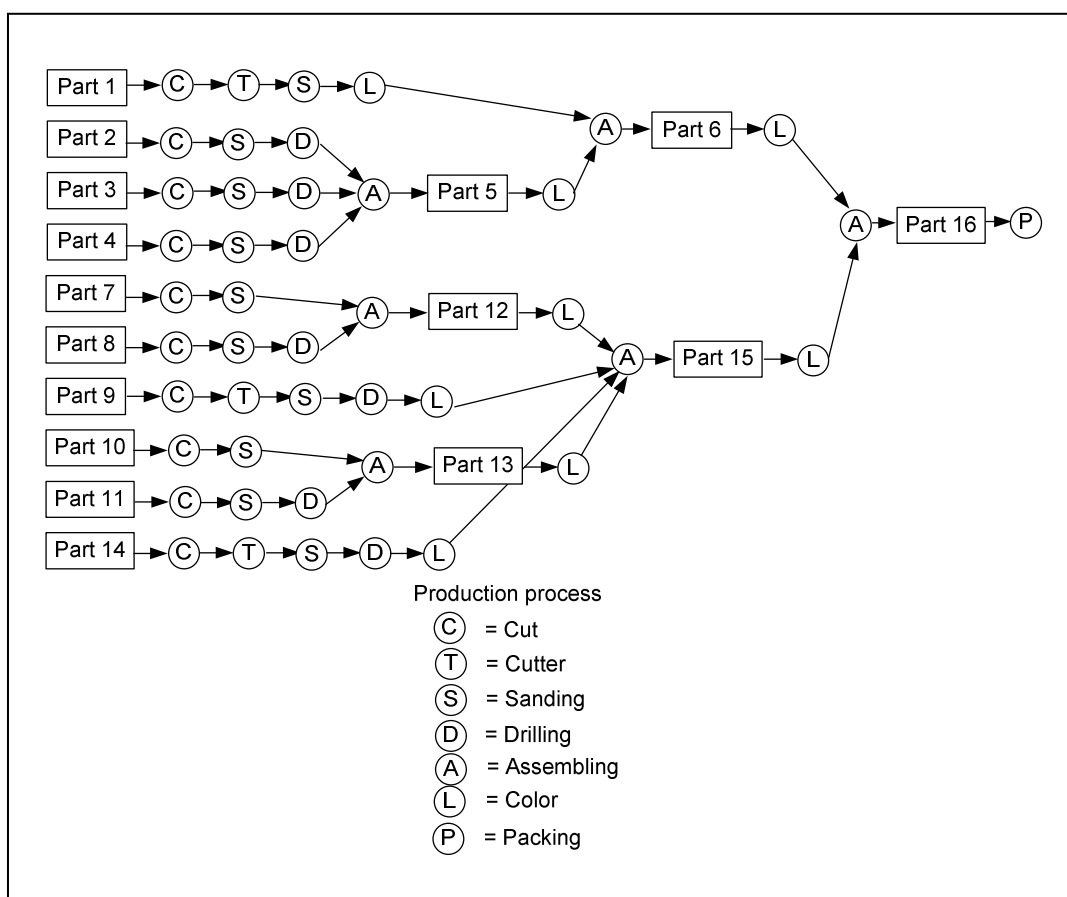 Part 1 C T S L
A Part 6 L
Part 2 C S D
Part 3 C S D A Part 5 L
Part 4 C S D
A Part 16 P
Part 7 C S
A Part 12 L
Part 8 C S D
A Part 15 L
Part 9 C T S D L
Part 10 C S
A Part 13 L
Part 11 C S D
Part 14 C T S D L
Production process
C = Cut
T = Cutter
S = Sanding
D = Drilling
A = Assembling
L = Color
P = Packing